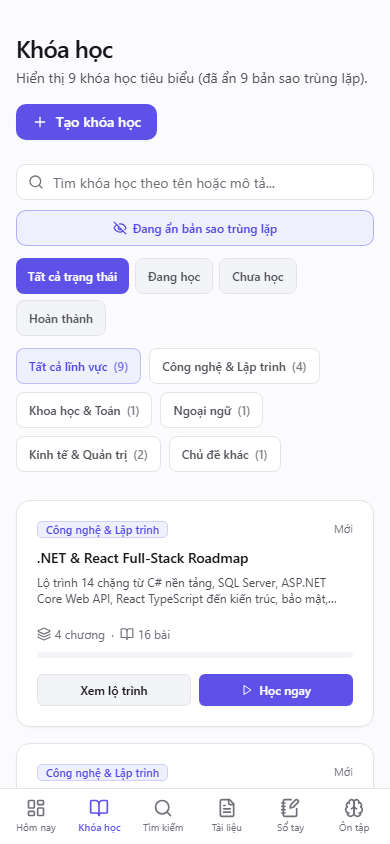 Khóa học
Hiển thị 9 khóa học tiêu biểu (đã ẩn 9 bản sao trùng lặp).
Tạo khóa học
Tìm khóa học theo tên hoặc mô tả...
Đang ẩn bản sao trùng lặp
Tất cả trạng thái Đang học Chưa học
Hoàn thành
Tất cả lĩnh vực (9) Công nghệ & Lập trình (4)
Khoa học & Toán (1) Ngoại ngữ (1)
Kinh tế & Quản trị (2) Chủ đề khác (1)
Công nghệ & Lập trình Mới
.NET & React Full-Stack Roadmap
Lộ trình 14 chặng từ C# nền tảng, SQL Server, ASP.NET
Core Web API, React TypeScript đến kiến trúc, bảo mật,...
4 chương · 16 bài
Xem lộ trình Học ngay
Công nghệ & Lập trình Mới
Hôm nay Khóa học Tìm kiếm Tài liệu Sổ tay Ôn tập